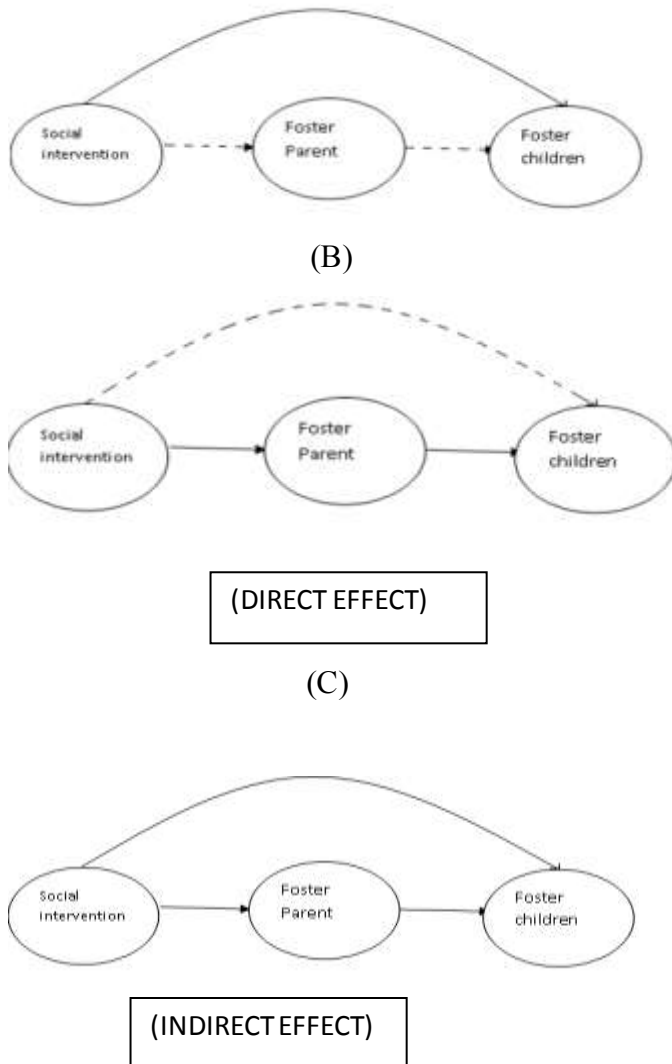 Social
intervention
Foster
Parent
Foster
children
(B)
Social
intervention
Foster
Parent
Foster
children
(DIRECT EFFECT)
(C)
Social
intervention
Foster
Parent
Foster
children
(INDIRECT EFFECT)